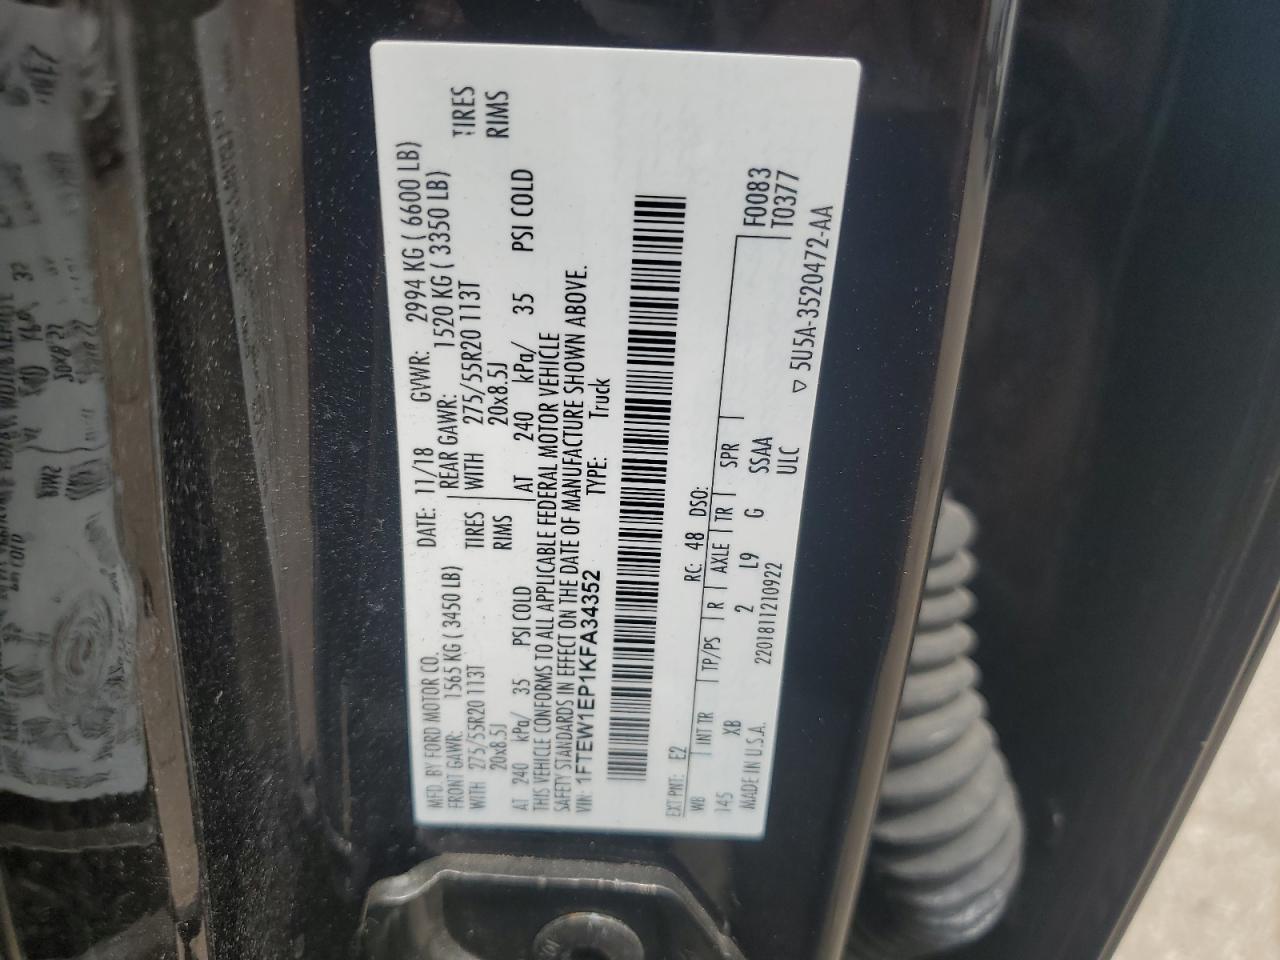 MFD. BY FORD MOTOR CO.
DATE: 11/18 GVWR: 2994 KG ( 6600 LB)
FRONT GAWR: 1565 KG ( 3450 LB) REAR GAWR: 1520 KG ( 3350 LB)
WITH 275/55R20 113T TIRES WITH 275/55R20 113T TIRES
20x8.5J RIMS 20x8.5J RIMS
AT 240 kPa/ 35 PSI COLD AT 240 kPa/ 35 PSI COLD
THIS VEHICLE CONFORMS TO ALL APPLICABLE FEDERAL MOTOR VEHICLE
SAFETY STANDARDS IN EFFECT ON THE DATE OF MANUFACTURE SHOWN ABOVE.
VIN: 1FTEW1EP1KFA34352 TYPE: Truck
EXT PNT: E2 RC: 48 DSO: F0083
WB INT TR TP/PS R AXLE TR SPR T0377
145 XB 2 L9 G SSAA
MADE IN U.S.A. 2201811210922 ULC
▽ 5U5A-3520472-AA